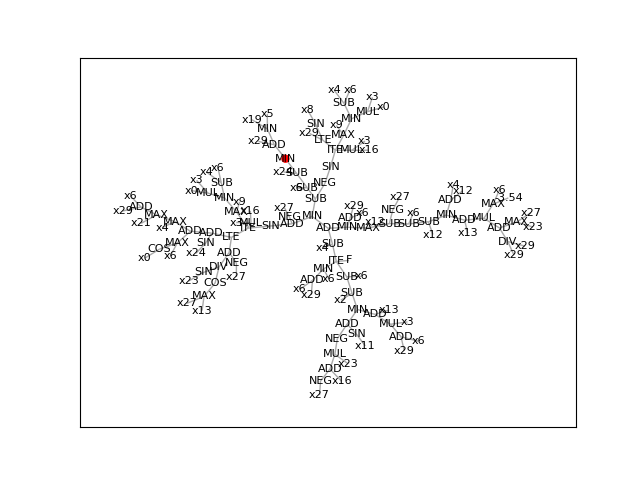 x4 x6
x3
SUB
x0
x5
x8
MUL
x19
MIN
SIN
x9
MIN
x29
MAX
x29
ADD
LTE
x3
ITE
MUL
x16
MIN
SIN
x6
x4
SUB
x3
SUB
NEG
x4
x12
x0
MUL
SUB
x6
MIN
SUB
x27
ADD
x6
x6
ADD
x9
x29
NEG
MAX
x29
MAX
x16
x27
MIN
ADD
x6
x6
MIN
MUL
x27
x21
MAX
x3
MUL
NEG
ADD
MIN
MAX
SUB
SUB
SUB
ADD
MAX
x23
x4
ADD
ADD
LTE
ITE
SIN
ADD
x12
x13
ADD
MAX
SIN
SUB
DIV
x29
COS
x4
x0
x6
x24
ADD
x29
NEG
ITE
F
DIV
MIN
SIN
x27
SUB
x6
x23
COS
ADD
x6
x6
x29
SUB
MAX
x2
x27
x13
MIN
ADD
x13
ADD
MUL
x3
NEG
SIN
ADD
x6
x11
x29
MUL
x23
ADD
NEG
x16
x27